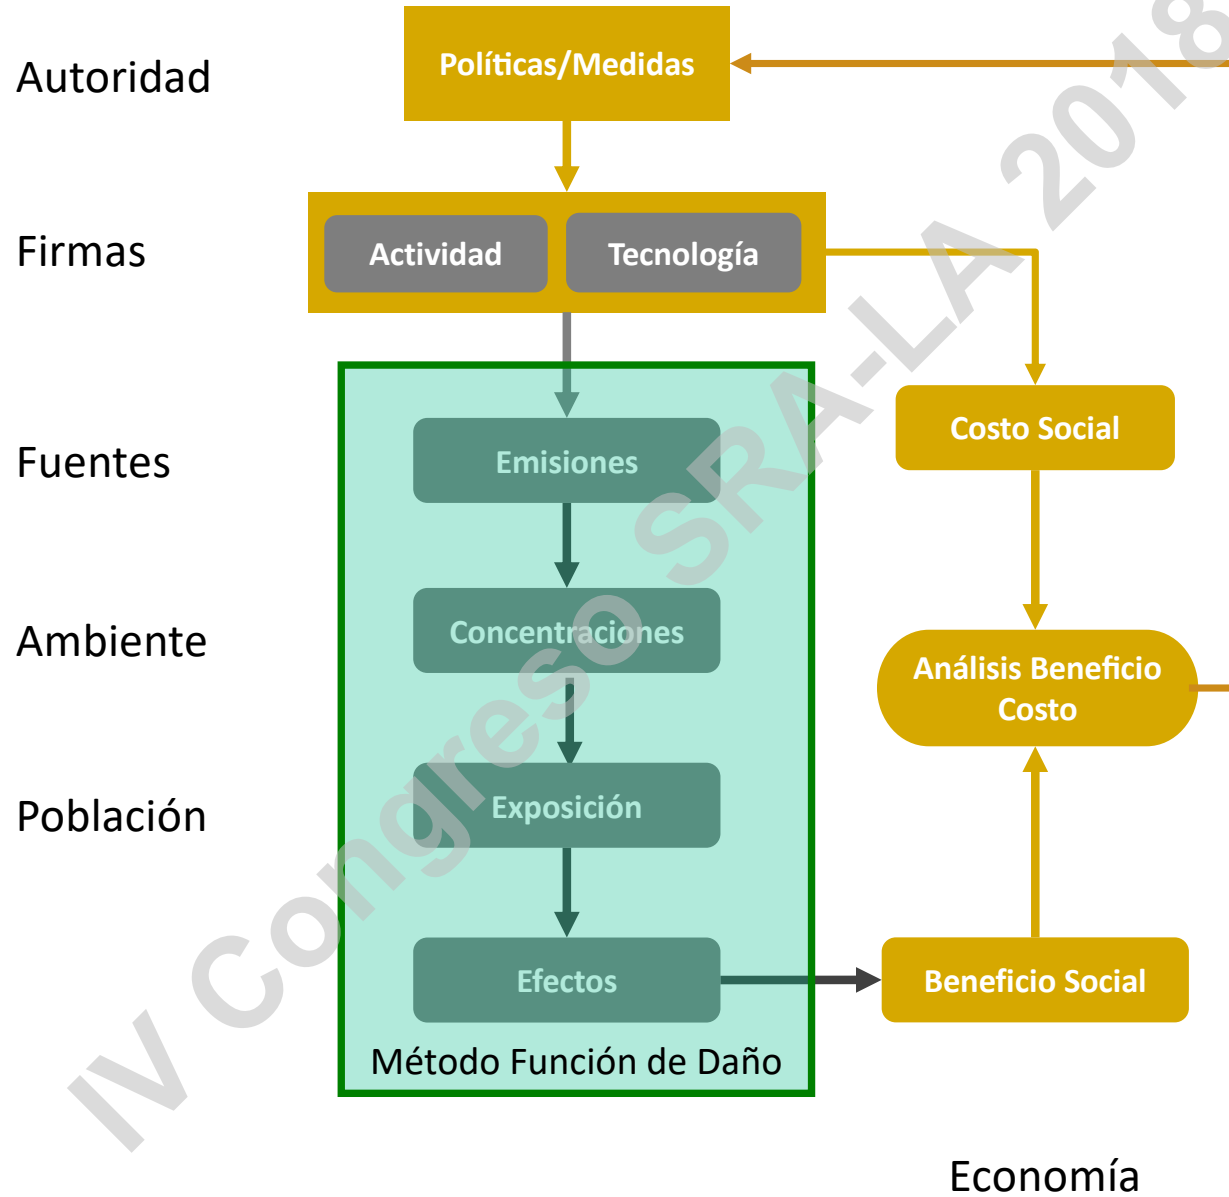 Autoridad
Políticas/Medidas
Firmas
Actividad
Tecnología
Fuentes
Emisiones
Costo Social
Ambiente
Concentraciones
Análisis Beneficio
Costo
Población
Exposición
Efectos
Beneficio Social
Método Función de Daño
Economía
IV Congreso SRA-LA 2018